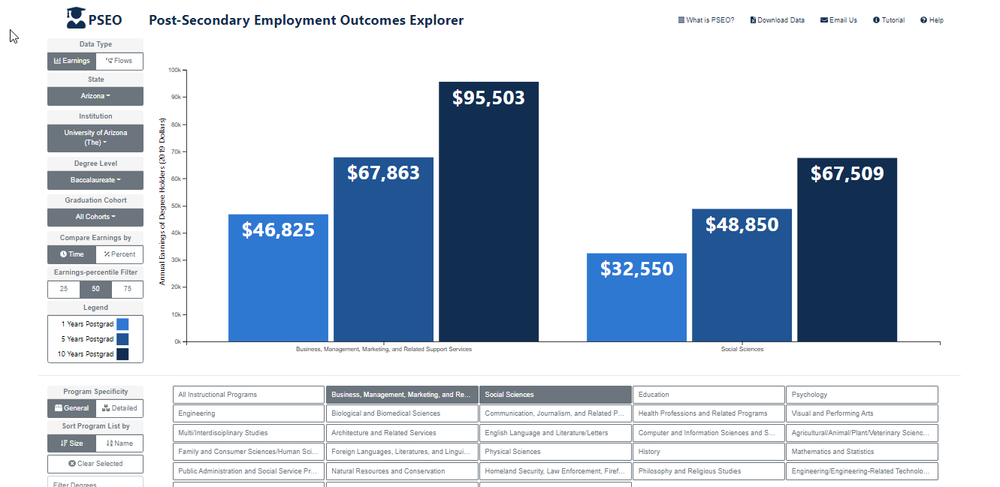 PSEO
Post-Secondary Employment Outcomes Explorer
What is PSEO?
Download Data
Email Us
Tutorial
Help
Data Type
Earnings
Flows
State
Arizona
Institution
University of Arizona
(The)
Degree Level
Baccalaureate
Graduation Cohort
All Cohorts
Compare Earnings by
Time
Percent
Earnings-percentile Filter
25
50
75
Legend
1 Years Postgrad
5 Years Postgrad
10 Years Postgrad
Annual Earnings of Degree Holders (2019 Dollars)
100k
90k
80k
70k
60k
50k
40k
30k
20k
10k
0k
$46,825
$67,863
$95,503
$32,550
$48,850
$67,509
Business, Management, Marketing, and Related Support Services
Social Sciences
Program Specificity
General
Detailed
Sort Program List by
Size
Name
Clear Selected
Filter Degrees
All Instructional Programs
Business, Management, Marketing, and Re...
Social Sciences
Education
Psychology
Engineering
Biological and Biomedical Sciences
Communication, Journalism, and Related P...
Health Professions and Related Programs
Visual and Performing Arts
Multi/Interdisciplinary Studies
Architecture and Related Services
English Language and Literature/Letters
Computer and Information Sciences and S...
Agricultural/Animal/Plant/Veterinary Scienc...
Family and Consumer Sciences/Human Sci...
Foreign Languages, Literatures, and Lingui...
Physical Sciences
History
Mathematics and Statistics
Public Administration and Social Service Pr...
Natural Resources and Conservation
Homeland Security, Law Enforcement, Firef...
Philosophy and Religious Studies
Engineering/Engineering-Related Technolo...